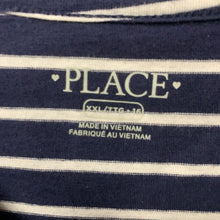 PLACE
XXL/TTG • 16
MADE IN VIETNAM
FABRIQUÉ AU VIETNAM